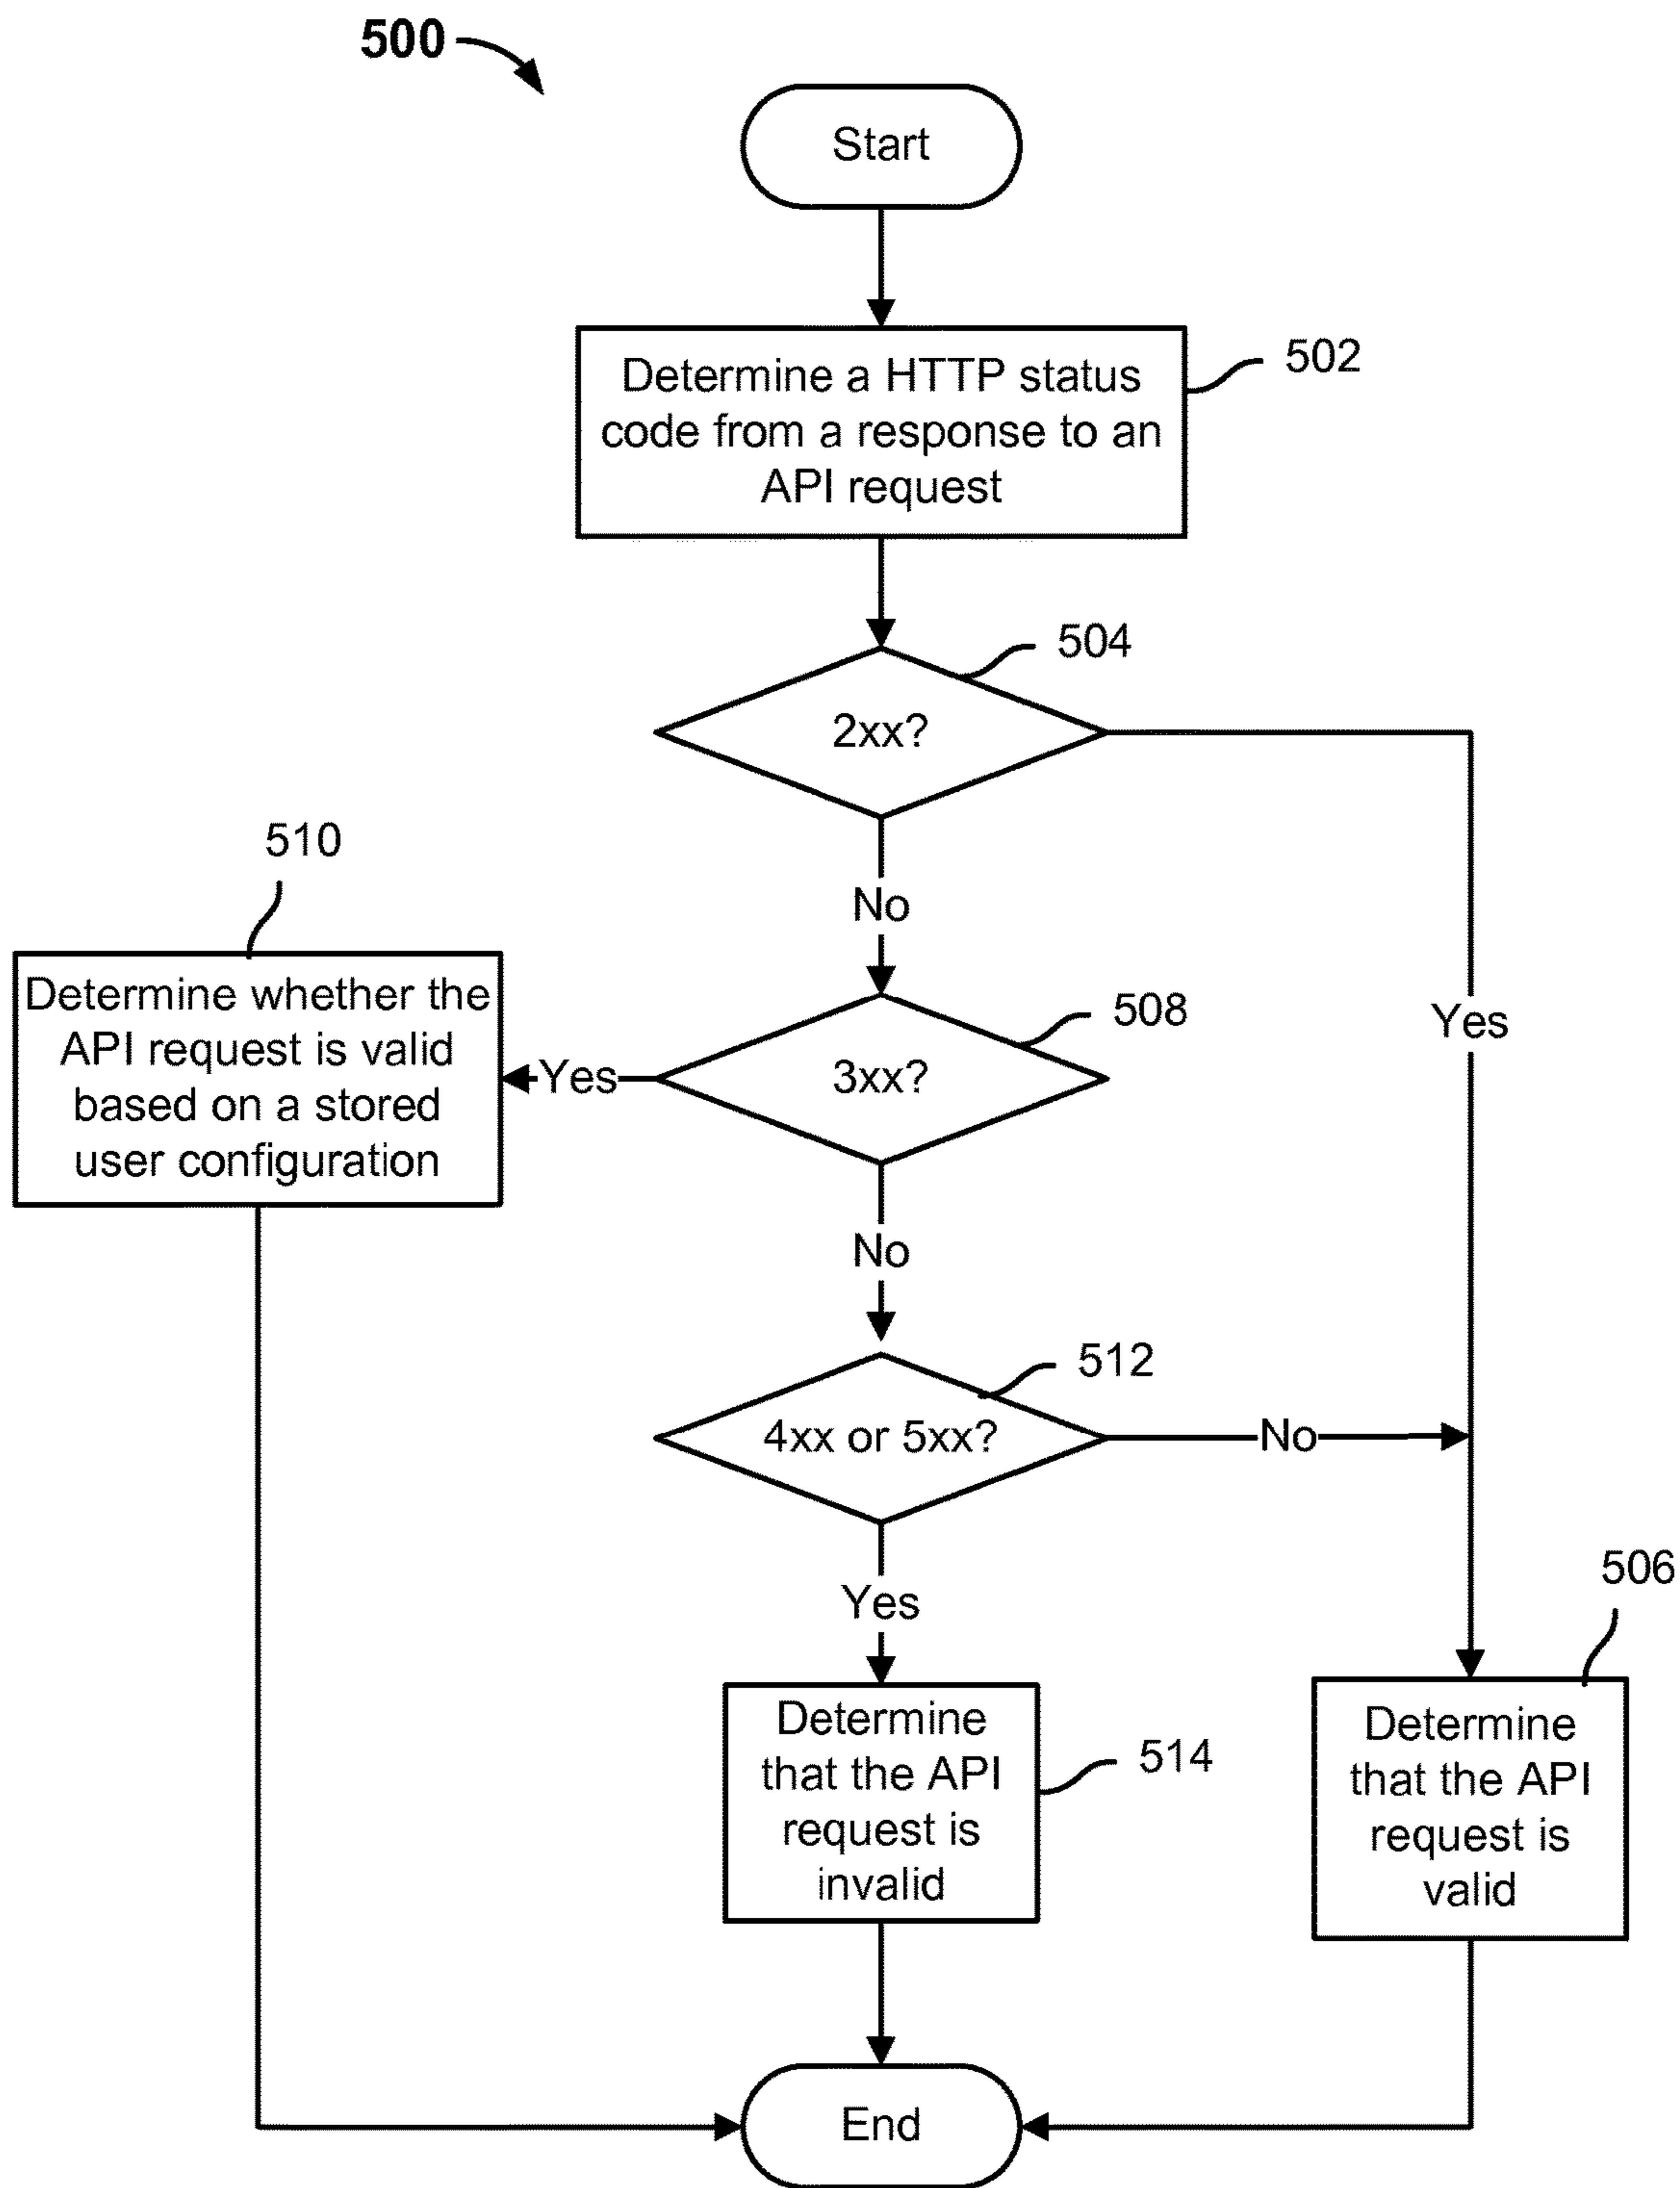 500
Start
Determine a HTTP status
code from a response to an
API request
502
2xx?
504
No
Yes
510
Determine whether the
API request is valid
based on a stored
user configuration
Yes
3xx?
508
No
4xx or 5xx?
512
No
Yes
506
Determine
that the API
request is
invalid
514
Determine
that the API
request is
valid
End